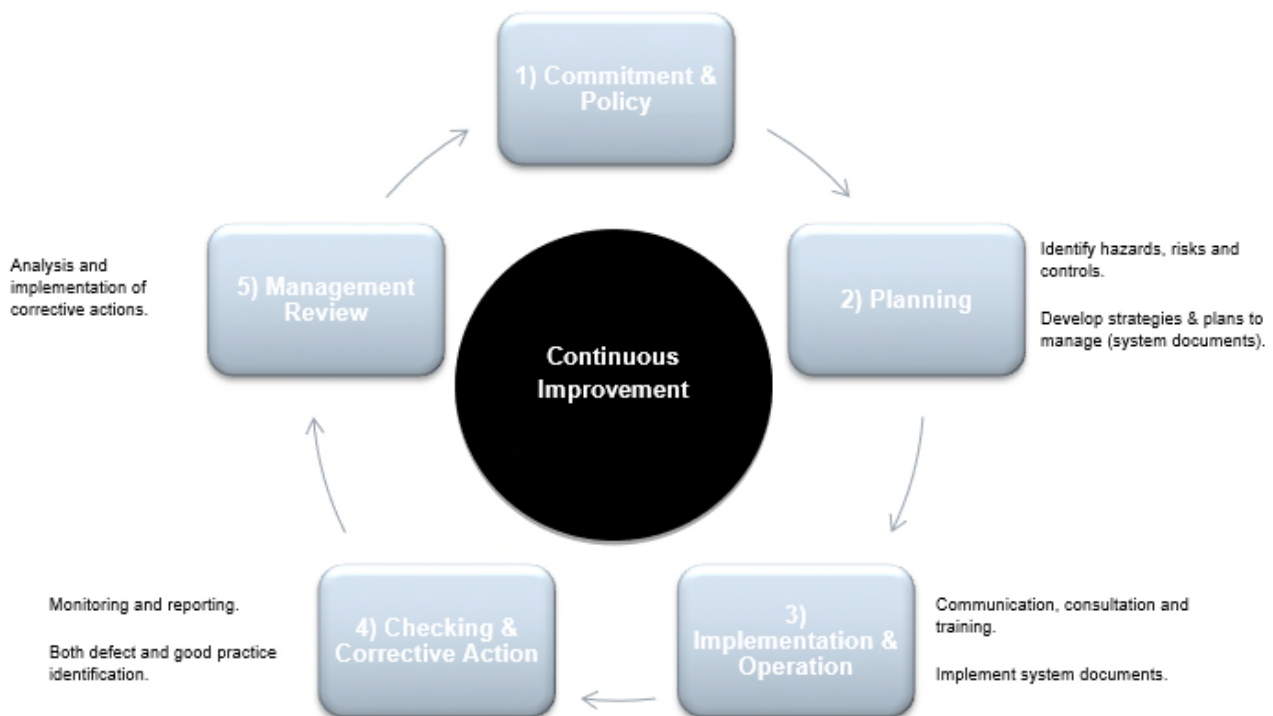 1) Commitment &
Policy
Identify hazards, risks and
controls.
Develop strategies & plans to
manage (system documents).
2) Planning
Analysis and
implementation of
corrective actions.
5) Management
Review
Continuous
Improvement
3)
Implementation &
Operation
Communication, consultation and
training.
Implement system documents.
4) Checking &
Corrective Action
Monitoring and reporting.
Both defect and good practice
identification.